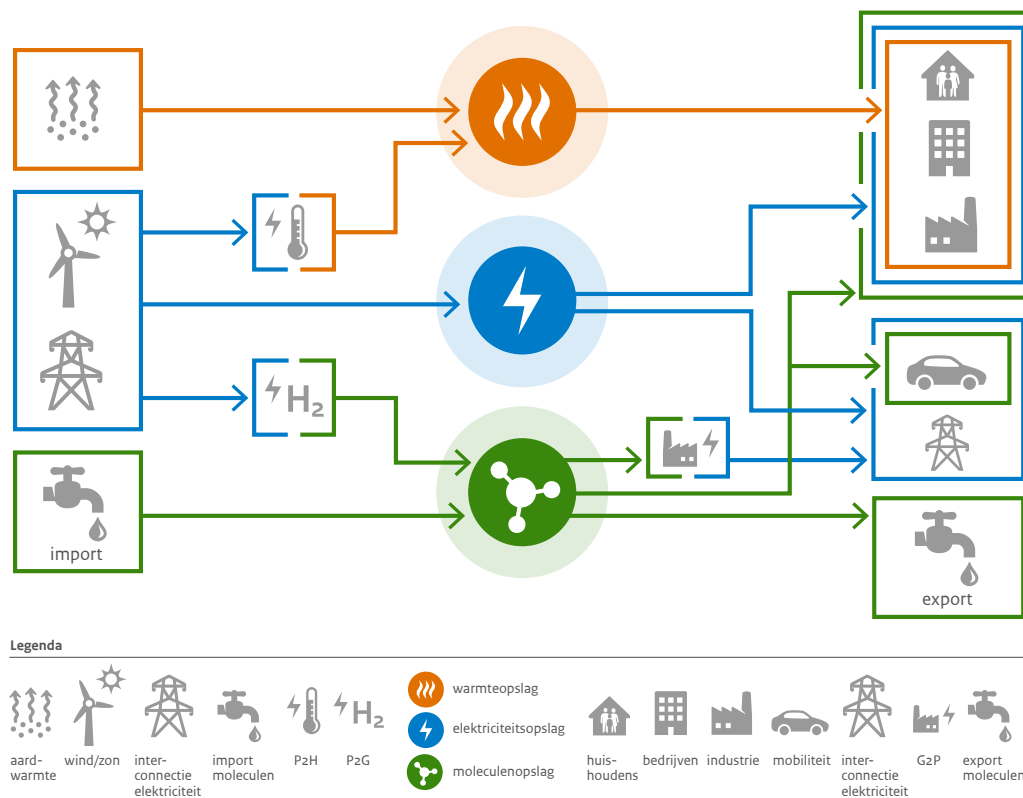 H₂
import
export
Legenda
H₂
warmteopslag
elektriciteitsopslag
moleculenopslag
aard-
warmte
wind/zon
inter-
connectie
elektriciteit
import
moleculen
P2H
P2G
huis-
houdens
bedrijven
industrie
mobiliteit
inter-
connectie
elektriciteit
G2P
export
moleculen